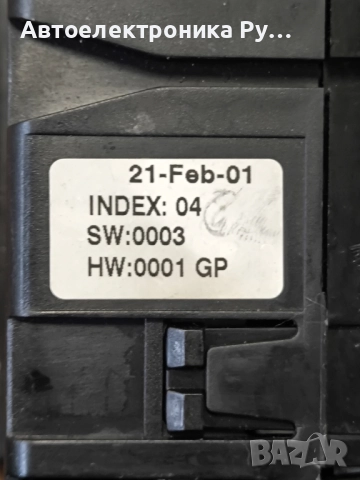 Автоелектроника Ру...
21-Feb-01
INDEX: 04
SW:0003
HW:0001 GP
BAZAR